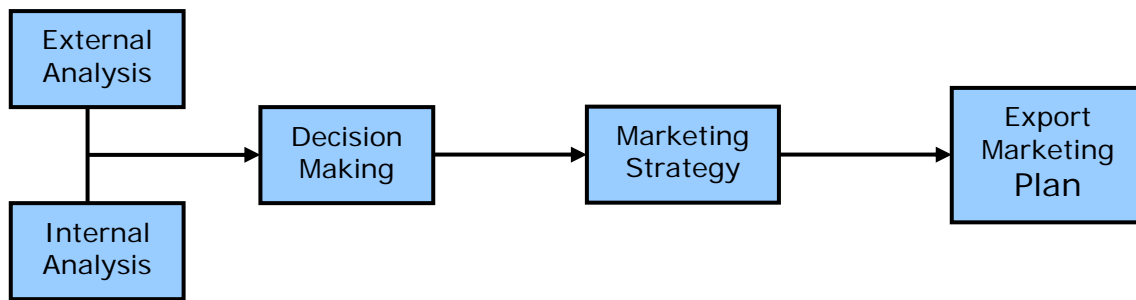 External
Analysis
Internal
Analysis
Decision
Making
Marketing
Strategy
Export
Marketing
Plan